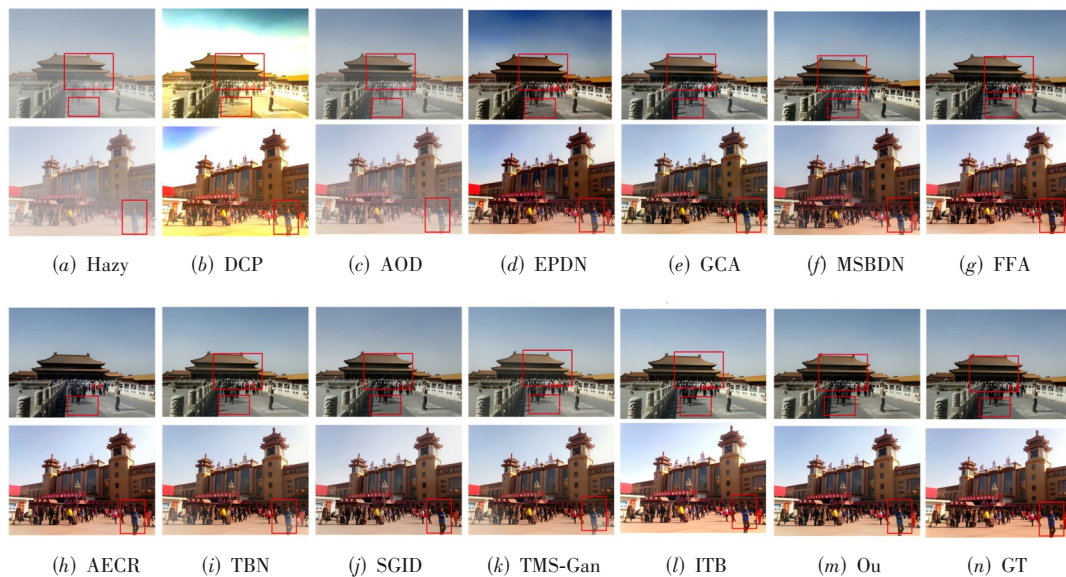 (a) Hazy (b) DCP (c) AOD (d) EPDN (e) GCA (f) MSBDN (g) FFA
(h) AECR (i) TBN (j) SGID (k) TMS-Gan (l) ITB (m) Ou (n) GT